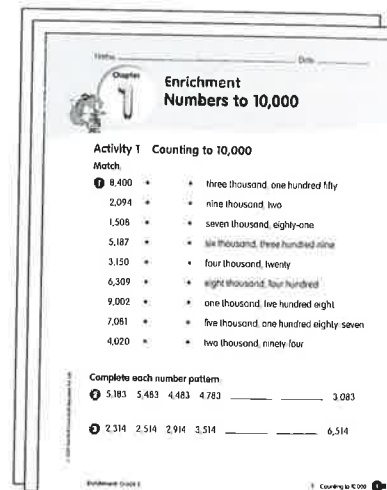 Name Date
Chapter
1
Enrichment
Numbers to 10,000
Activity 1 Counting to 10,000
Match.
1 8,400 • • three thousand, one hundred fifty
2,094 • • nine thousand, two
1,508 • • seven thousand, eighty-one
5,187 • • six thousand, three hundred nine
3,150 • • four thousand, twenty
6,309 • • eight thousand, four hundred
9,002 • • one thousand, five hundred eight
7,081 • • five thousand, one hundred eighty-seven
4,020 • • two thousand, ninety-four
Complete each number pattern.
2 5,183 5,483 4,483 4,783 ______ ______ 3,083
3 2,314 2,514 2,914 3,514 ______ ______ 6,514
Enrichment Grade 3
1 Counting to 10,000 1